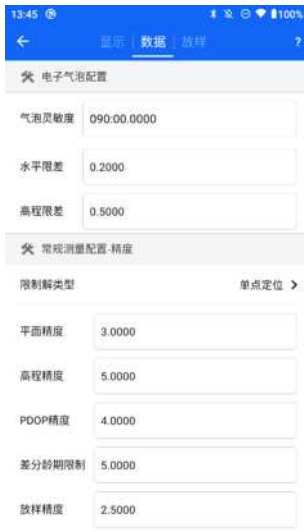 13:45 100%
显示 数据 放样 ?
电子气泡配置
气泡灵敏度 090:00.0000
水平限差 0.2000
高程限差 0.5000
常规测量配置-精度
限制解类型 单点定位
平面精度 3.0000
高程精度 5.0000
PDOP精度 4.0000
差分龄期限制 5.0000
放样精度 2.5000